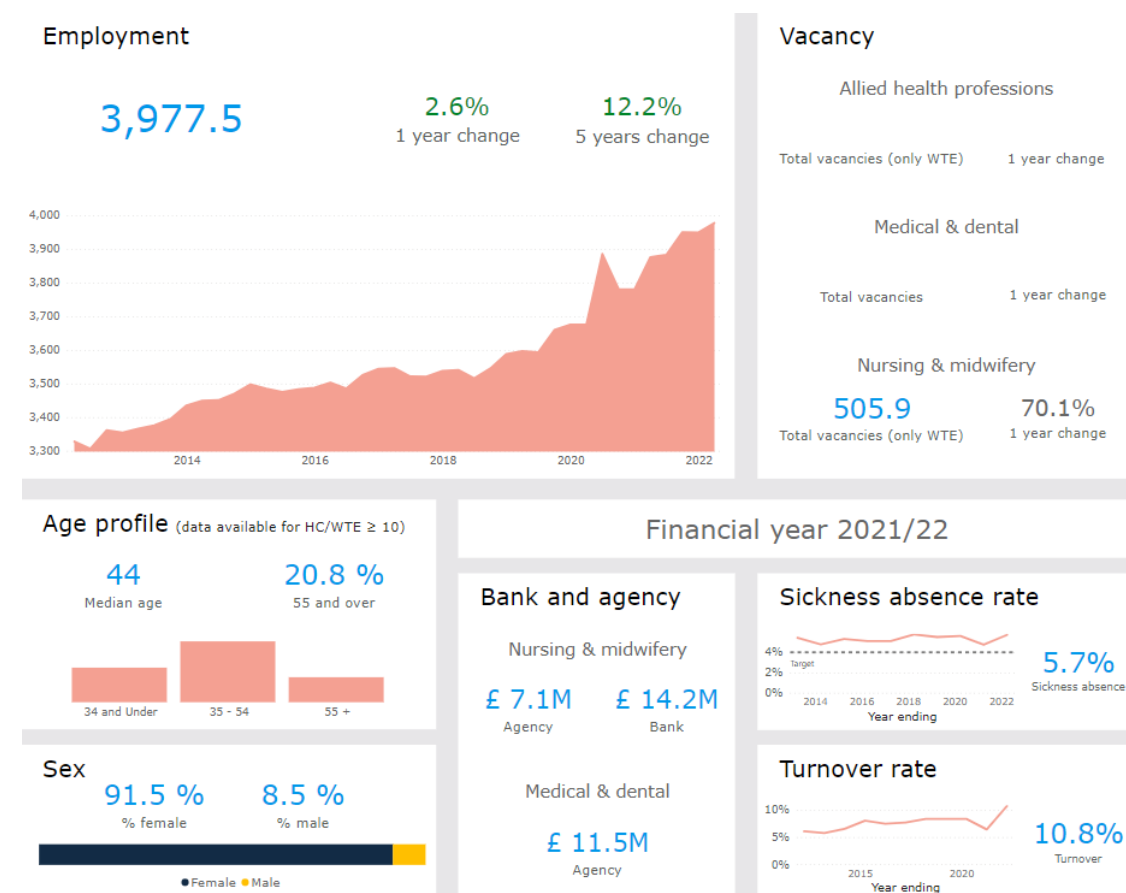 Employment
3,977.5
2.6%
1 year change
12.2%
5 years change
4,000
3,900
3,800
3,700
3,600
3,500
3,400
3,300
2014 2016 2018 2020 2022
Vacancy
Allied health professions
Total vacancies (only WTE) 1 year change
Medical & dental
Total vacancies 1 year change
Nursing & midwifery
505.9 70.1%
Total vacancies (only WTE) 1 year change
Age profile (data available for HC/WTE ≥ 10)
44 20.8 %
Median age 55 and over
34 and Under 35 - 54 55 +
Sex
91.5 % 8.5 %
% female % male
Female Male
Financial year 2021/22
Bank and agency
Nursing & midwifery
£ 7.1M £ 14.2M
Agency Bank
Medical & dental
£ 11.5M
Agency
Sickness absence rate
4%
Target
2%
0%
2014 2016 2018 2020 2022
Year ending
5.7%
Sickness absence
Turnover rate
10%
5%
0%
2015 2020
Year ending
10.8%
Turnover